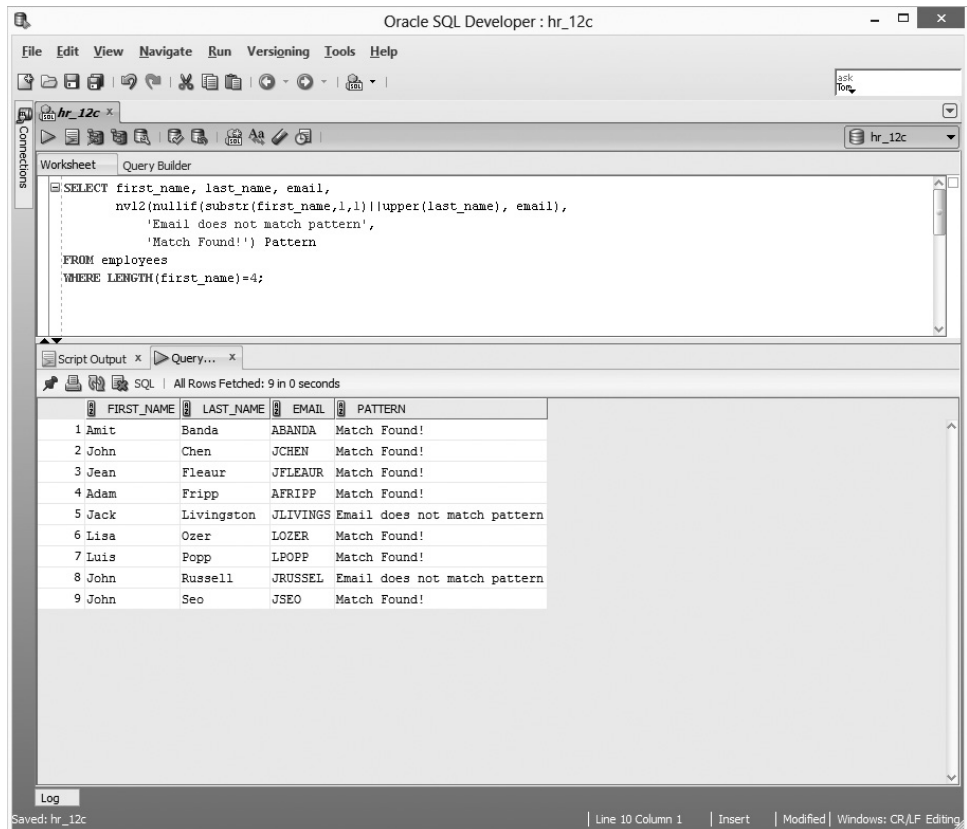 Oracle SQL Developer : hr_12c
File Edit View Navigate Run Versioning Tools Help
ask
Tom
hr_12c
Connections
hr_12c
Worksheet Query Builder
SELECT first_name, last_name, email,
nvl2(nullif(substr(first_name,1,1)||upper(last_name), email),
'Email does not match pattern',
'Match Found!') Pattern
FROM employees
WHERE LENGTH(first_name)=4;
Script Output x Query... x
SQL | All Rows Fetched: 9 in 0 seconds
FIRST_NAME LAST_NAME EMAIL PATTERN
1 Amit Banda ABANDA Match Found!
2 John Chen JCHEN Match Found!
3 Jean Fleaur JFLEAUR Match Found!
4 Adam Fripp AFRIPP Match Found!
5 Jack Livingston JLIVINGS Email does not match pattern
6 Lisa Ozer LOZER Match Found!
7 Luis Popp LPOPP Match Found!
8 John Russell JRUSSEL Email does not match pattern
9 John Seo JSEO Match Found!
Log
Saved: hr_12c | Line 10 Column 1 | Insert | Modified | Windows: CR/LF Editing